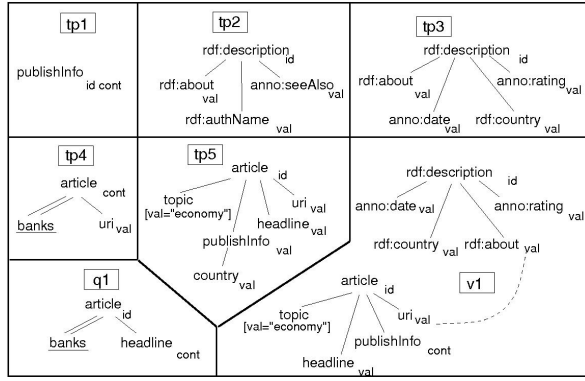 tp1
publishInfo id cont
tp2
rdf:description id
rdf:about val
anno:seeAlso val
rdf:authName val
tp3
rdf:description id
rdf:about val
anno:rating val
anno:date val
rdf:country val
tp4
article cont
banks
uri val
tp5
article id
topic
[val="economy"]
uri val
headline val
publishInfo val
country val
q1
article id
banks
headline cont
rdf:description id
anno:date val
anno:rating val
rdf:country val
rdf:about val
v1
article id
topic
[val="economy"]
uri val
publishInfo cont
headline val